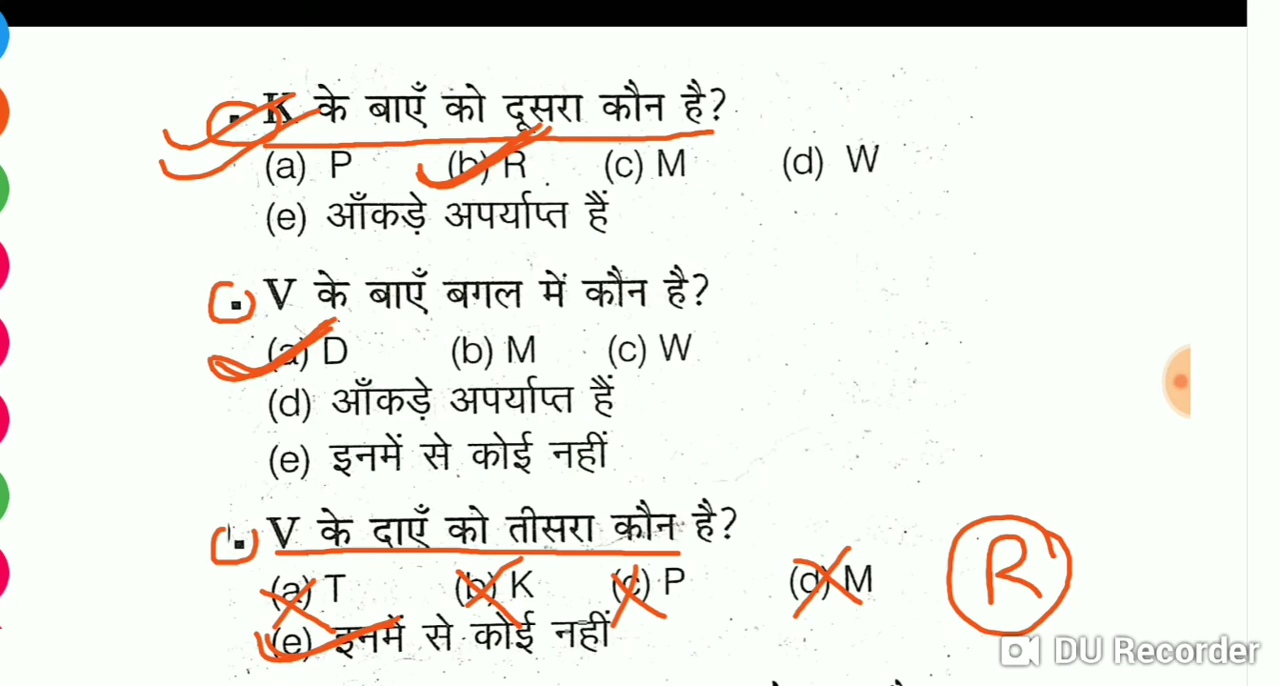 K के बाएँ को दूसरा कौन है?
(a) P (b) R (c) M (d) W
(e) आँकड़े अपर्याप्त हैं
V के बाएँ बगल में कौन है?
(a) D (b) M (c) W
(d) आँकड़े अपर्याप्त हैं
(e) इनमें से कोई नहीं
V के दाएँ को तीसरा कौन है?
(a) T (b) K (c) P (d) M
R
(e) इनमें से कोई नहीं
DU Recorder